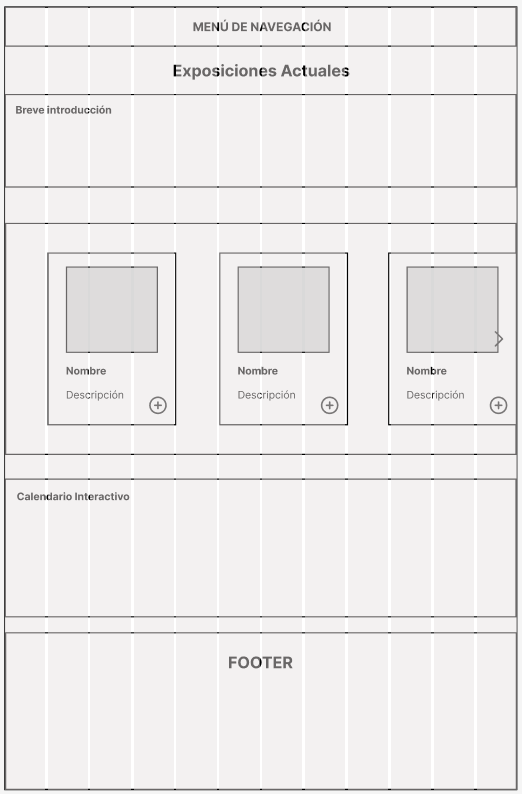 MENÚ DE NAVEGACIÓN
Exposiciones Actuales
Breve introducción
Nombre
Descripción
Nombre
Descripción
Nombre
Descripción
Calendario Interactivo
FOOTER